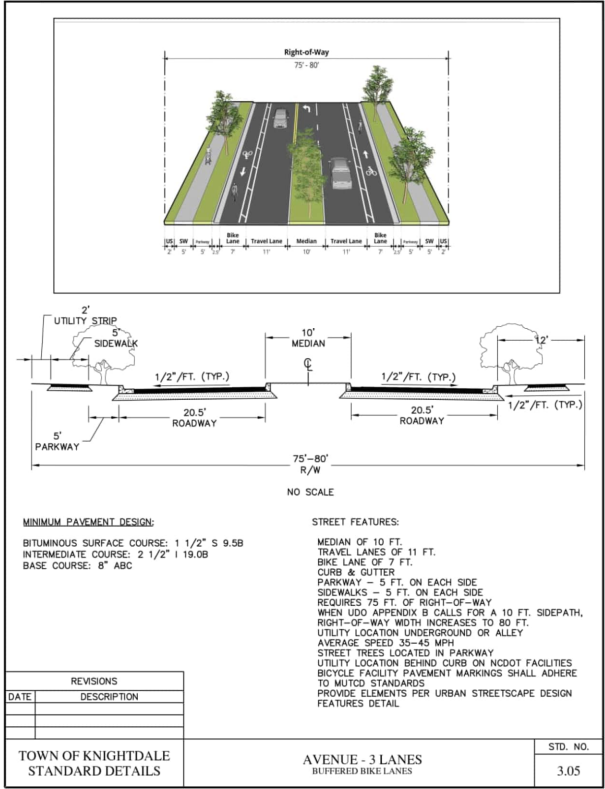 Right-of-Way
75' - 80'
US SW Parkway Bike Lane Travel Lane Median Travel Lane Bike Lane Parkway SW US
2' 5' 5' 2.5' 7' 11' 10' 11' 7' 2.5' 5' 5' 2'
2'
UTILITY STRIP
5'
SIDEWALK
10'
MEDIAN
12'
CL
1/2"/FT. (TYP.)
1/2"/FT. (TYP.)
1/2"/FT. (TYP.)
20.5'
ROADWAY
20.5'
ROADWAY
5'
PARKWAY
75'-80'
R/W
NO SCALE
MINIMUM PAVEMENT DESIGN:
BITUMINOUS SURFACE COURSE: 1 1/2" S 9.5B
INTERMEDIATE COURSE: 2 1/2" I 19.0B
BASE COURSE: 8" ABC
STREET FEATURES:
MEDIAN OF 10 FT.
TRAVEL LANES OF 11 FT.
BIKE LANE OF 7 FT.
CURB & GUTTER
PARKWAY - 5 FT. ON EACH SIDE
SIDEWALKS - 5 FT. ON EACH SIDE
REQUIRES 75 FT. OF RIGHT-OF-WAY
WHEN UDO APPENDIX B CALLS FOR A 10 FT. SIDEPATH,
RIGHT-OF-WAY WIDTH INCREASES TO 80 FT.
UTILITY LOCATION UNDERGROUND OR ALLEY
AVERAGE SPEED 35-45 MPH
STREET TREES LOCATED IN PARKWAY
UTILITY LOCATION BEHIND CURB ON NCDOT FACILITIES
BICYCLE FACILITY PAVEMENT MARKINGS SHALL ADHERE
TO MUTCD STANDARDS
PROVIDE ELEMENTS PER URBAN STREETSCAPE DESIGN
FEATURES DETAIL
REVISIONS
DATE DESCRIPTION
TOWN OF KNIGHTDALE
STANDARD DETAILS
AVENUE - 3 LANES
BUFFERED BIKE LANES
STD. NO.
3.05